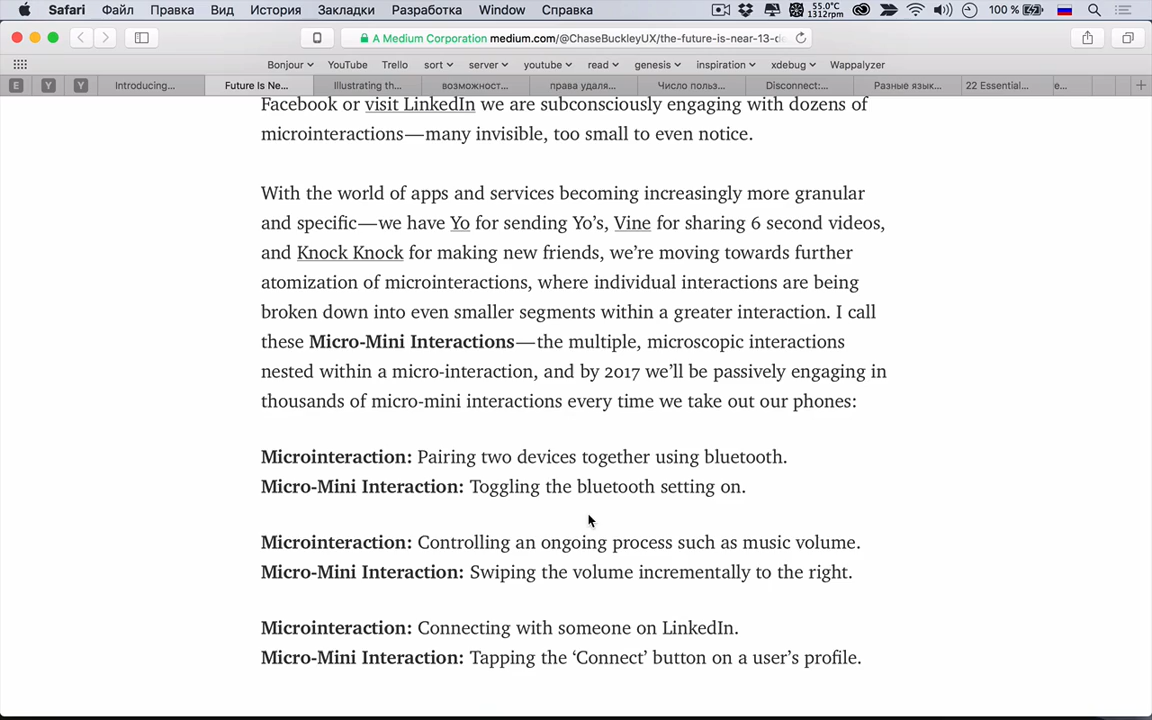 Safari Файл Правка Вид История Закладки Разработка Window Справка 55.0°C 1312rpm 100 %
A Medium Corporation medium.com/@ChaseBuckleyUX/the-future-is-near-13-d
Bonjour YouTube Trello sort server youtube read genesis inspiration xdebug Wappalyzer
E Y Y Introducing... Future Is Ne... Illustrating th... возможност... права удаля... Число польз... Disconnect:... Разные язык... 22 Essential... e...
Facebook or visit LinkedIn we are subconsciously engaging with dozens of
microinteractions—many invisible, too small to even notice.
With the world of apps and services becoming increasingly more granular
and specific—we have Yo for sending Yo’s, Vine for sharing 6 second videos,
and Knock Knock for making new friends, we’re moving towards further
atomization of microinteractions, where individual interactions are being
broken down into even smaller segments within a greater interaction. I call
these Micro-Mini Interactions—the multiple, microscopic interactions
nested within a micro-interaction, and by 2017 we’ll be passively engaging in
thousands of micro-mini interactions every time we take out our phones:
Microinteraction: Pairing two devices together using bluetooth.
Micro-Mini Interaction: Toggling the bluetooth setting on.
Microinteraction: Controlling an ongoing process such as music volume.
Micro-Mini Interaction: Swiping the volume incrementally to the right.
Microinteraction: Connecting with someone on LinkedIn.
Micro-Mini Interaction: Tapping the ‘Connect’ button on a user’s profile.